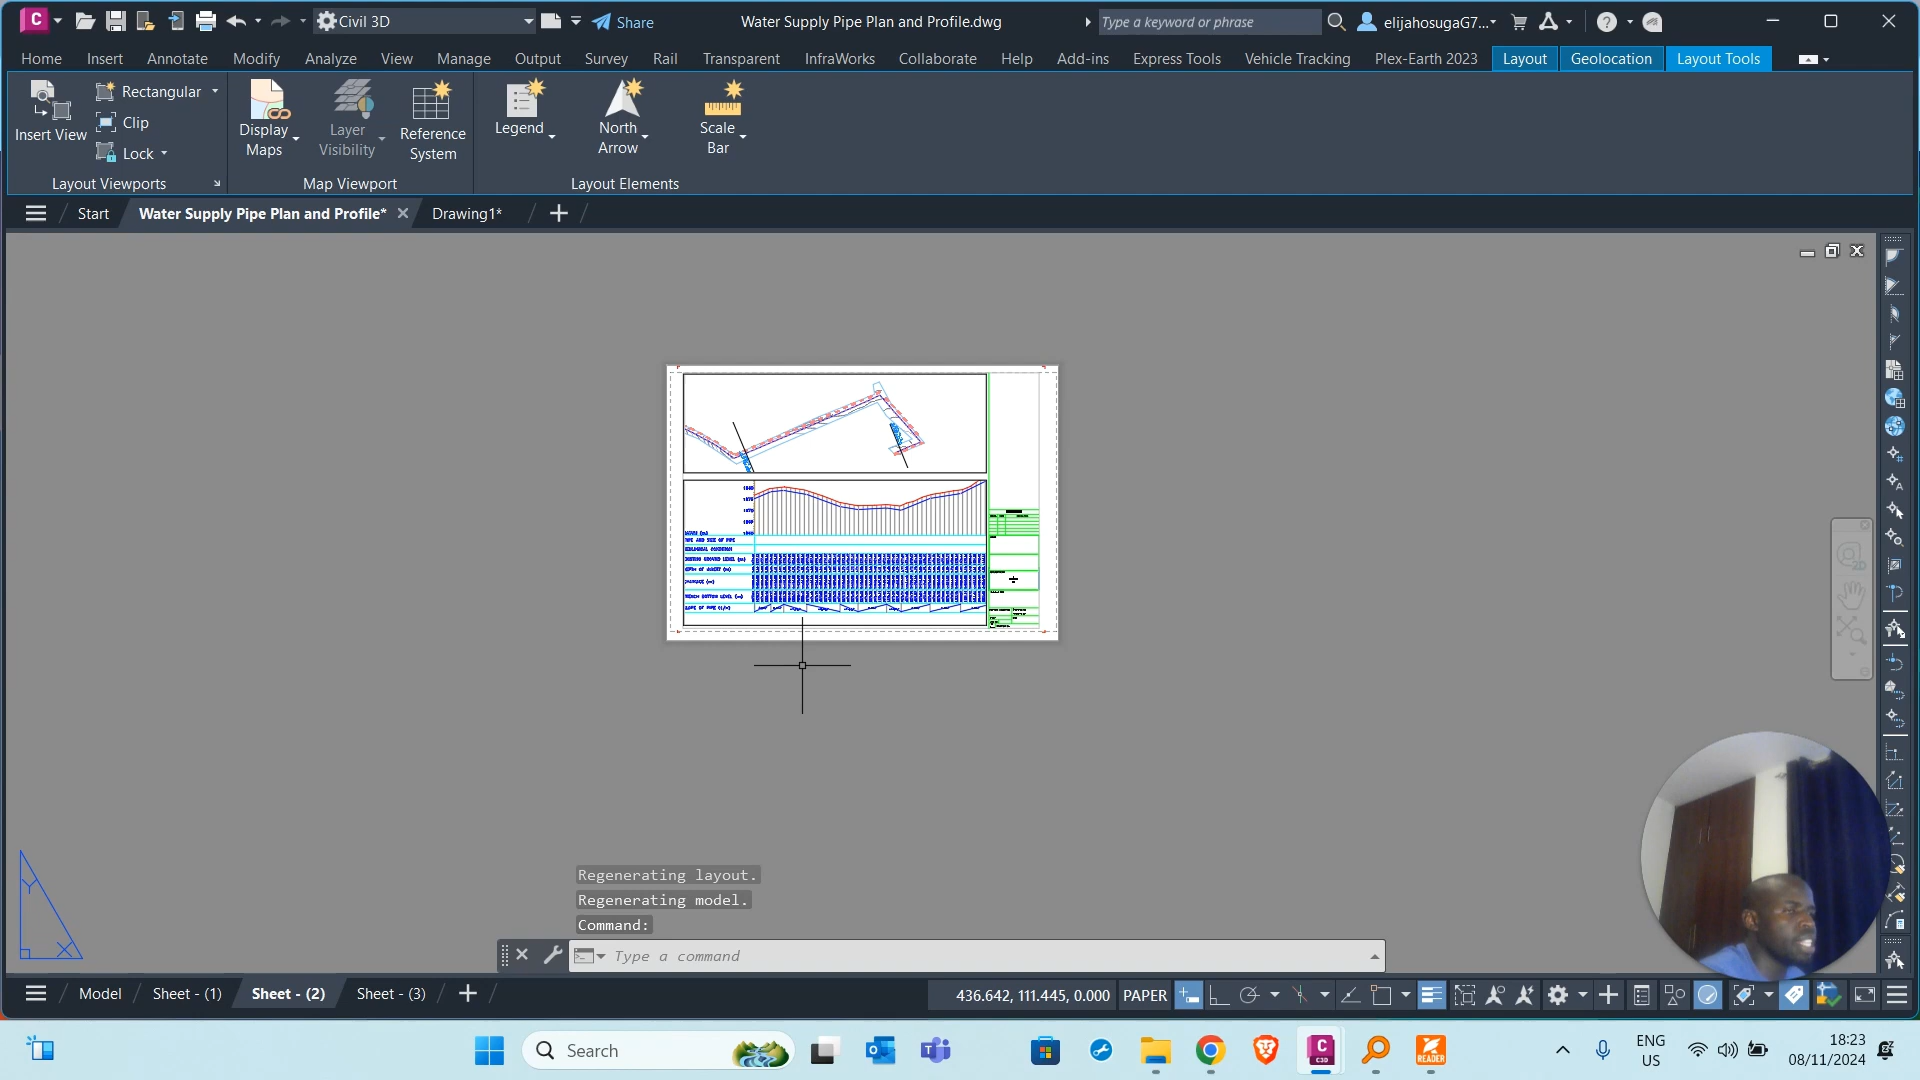 Civil 3D
Share
Water Supply Pipe Plan and Profile.dwg
Type a keyword or phrase
elijahosugaG7...
Home Insert Annotate Modify Analyze View Manage Output Survey Rail Transparent InfraWorks Collaborate Help Add-ins Express Tools Vehicle Tracking Plex-Earth 2023 Layout Geolocation Layout Tools
Insert View
Rectangular
Clip
Lock
Display Maps
Layer Visibility
Reference System
Legend
North Arrow
Scale Bar
Layout Viewports
Map Viewport
Layout Elements
Start
Water Supply Pipe Plan and Profile*
Drawing1*
Y
X
Regenerating layout.
Regenerating model.
Command:
Type a command
Model
Sheet - (1)
Sheet - (2)
Sheet - (3)
436.642, 111.445, 0.000
PAPER
Search
READER
ENG
US
18:23
08/11/2024